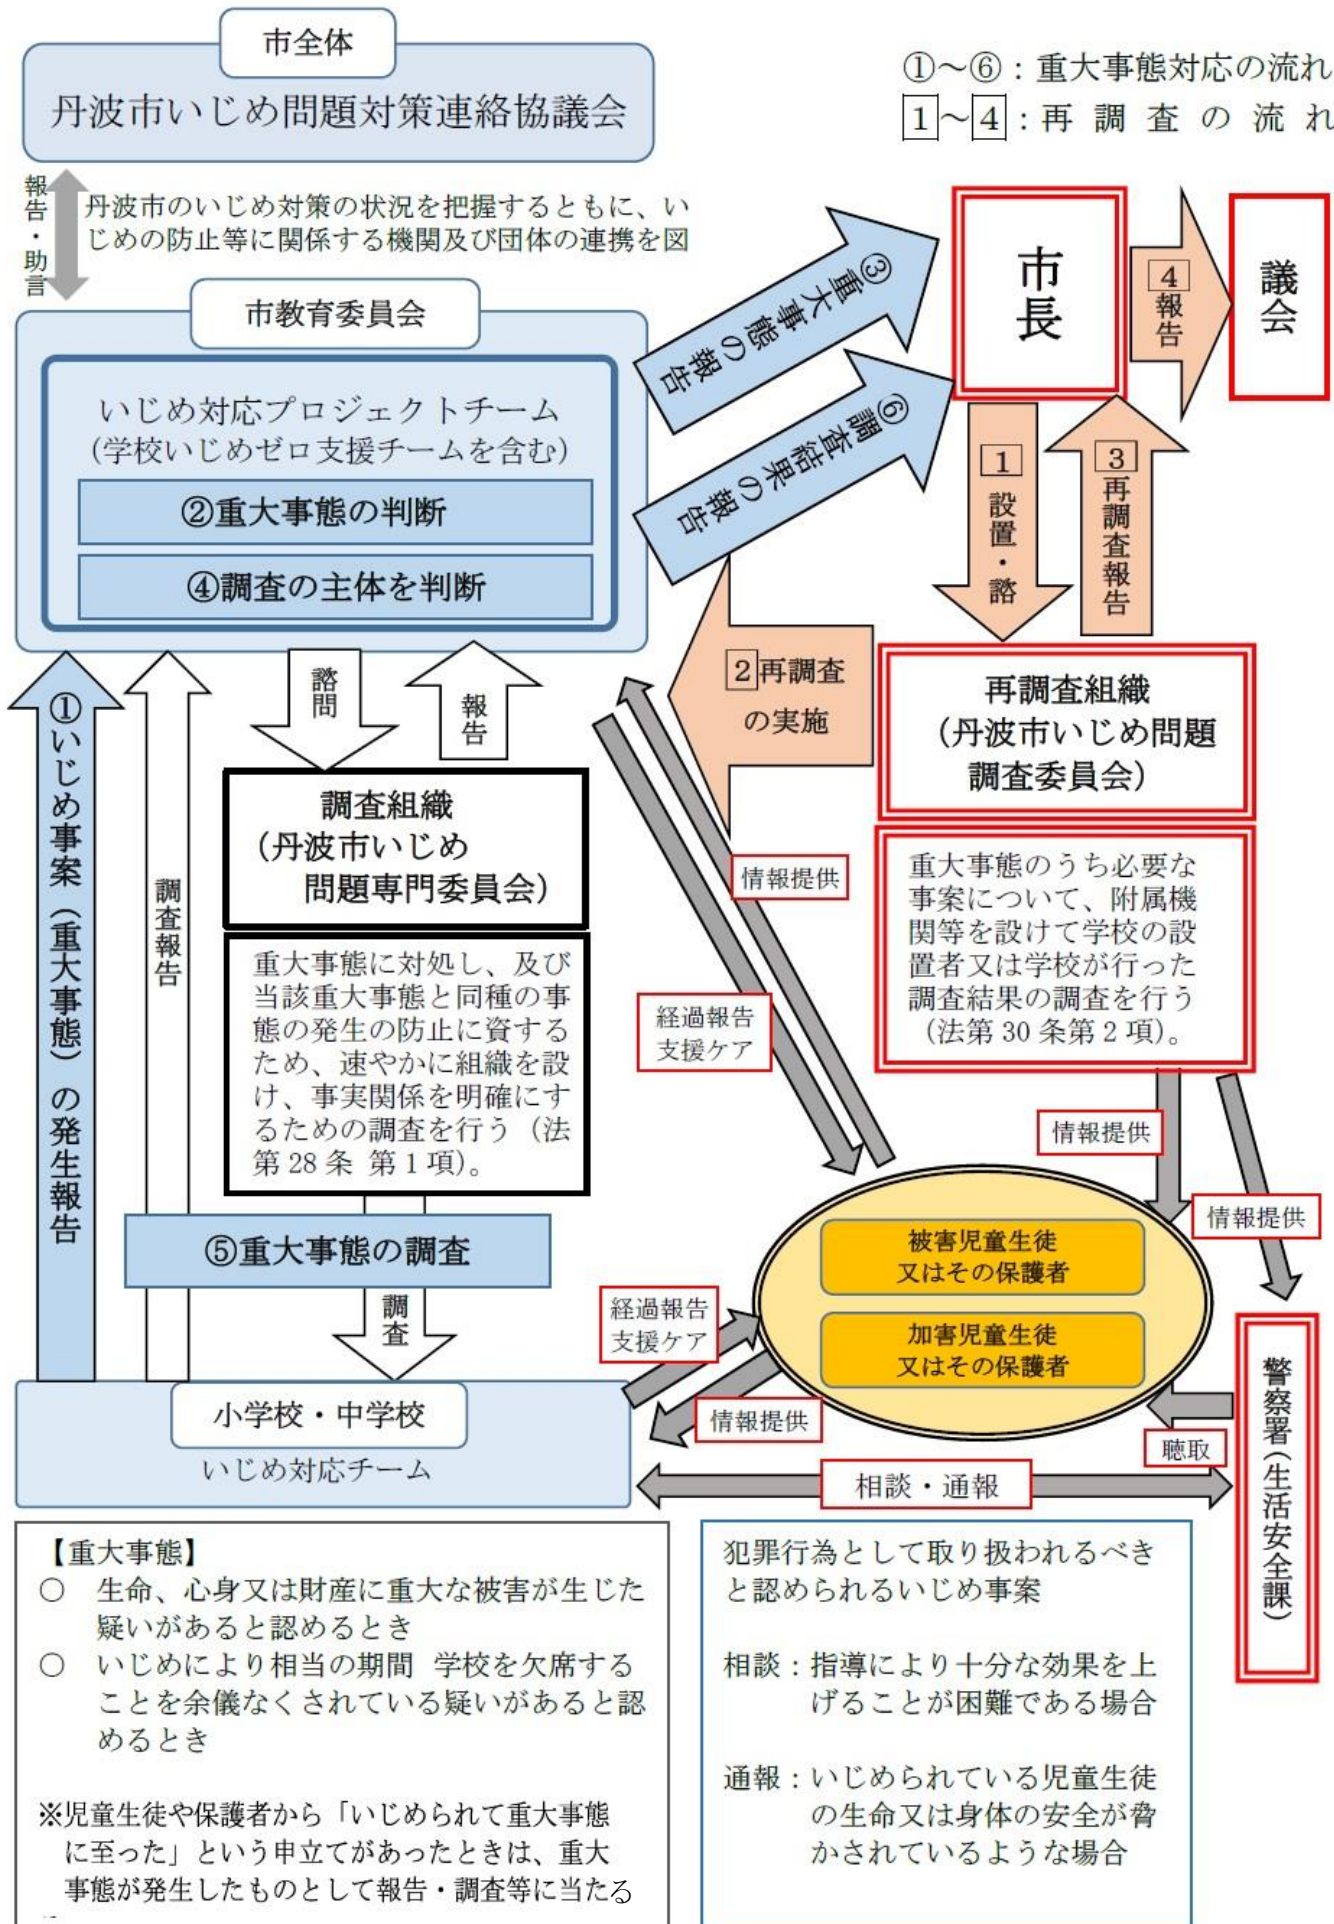 市全体
丹波市いじめ問題対策連絡協議会
①～⑥：重大事態対応の流れ
1～4：再調査の流れ
報告・助言
丹波市のいじめ対策の状況を把握するともに、い
じめの防止等に関係する機関及び団体の連携を図
市教育委員会
いじめ対応プロジェクトチーム
(学校いじめゼロ支援チームを含む)
②重大事態の判断
④調査の主体を判断
③重大事態の報告
⑥調査結果の報告
市長
4報告
議会
1設置・諮
3再調査報告
2再調査
の実施
再調査組織
（丹波市いじめ問題
調査委員会）
重大事態のうち必要な
事案について、附属機
関等を設けて学校の設
置者又は学校が行った
調査結果の調査を行う
（法第30条第2項）。
①いじめ事案（重大事態）の発生報告
調査報告
諮問
報告
調査組織
（丹波市いじめ
問題専門委員会）
重大事態に対処し、及び
当該重大事態と同種の事
態の発生の防止に資する
ため、速やかに組織を設
け、事実関係を明確にす
るための調査を行う（法
第28条 第1項）。
⑤重大事態の調査
調査
情報提供
経過報告
支援ケア
情報提供
情報提供
被害児童生徒
又はその保護者
加害児童生徒
又はその保護者
経過報告
支援ケア
情報提供
聴取
相談・通報
警察署（生活安全課）
小学校・中学校
いじめ対応チーム
【重大事態】
○ 生命、心身又は財産に重大な被害が生じた
疑いがあると認めるとき
○ いじめにより相当の期間 学校を欠席する
ことを余儀なくされている疑いがあると認
めるとき
※児童生徒や保護者から「いじめられて重大事態
に至った」という申立てがあったときは、重大
事態が発生したものとして報告・調査等に当たる
犯罪行為として取り扱われるべき
と認められるいじめ事案
相談：指導により十分な効果を上
げることが困難である場合
通報：いじめられている児童生徒
の生命又は身体の安全が脅
かされているような場合